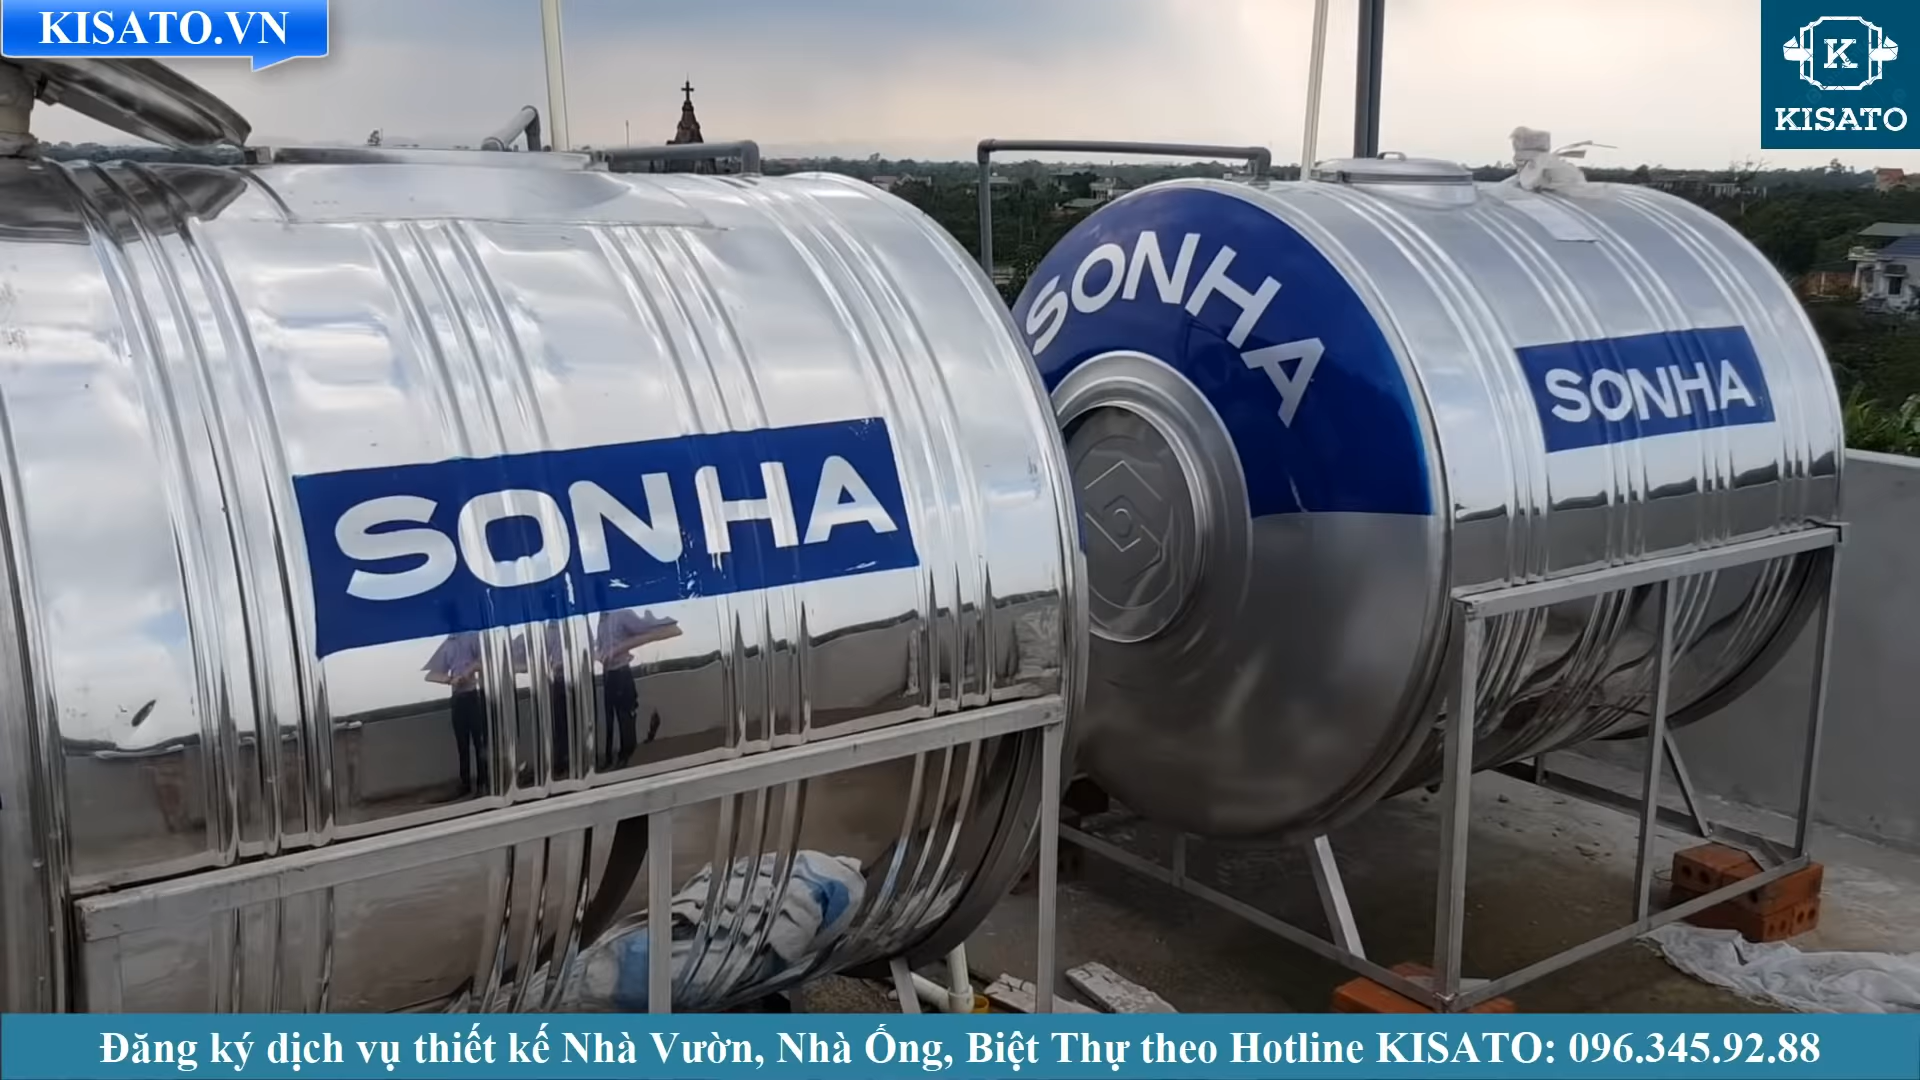 KISATO.VN
K
KISATO
SONHA
SONHA
SONHA
Đăng ký dịch vụ thiết kế Nhà Vườn, Nhà Ống, Biệt Thự theo Hotline KISATO: 096.345.92.88